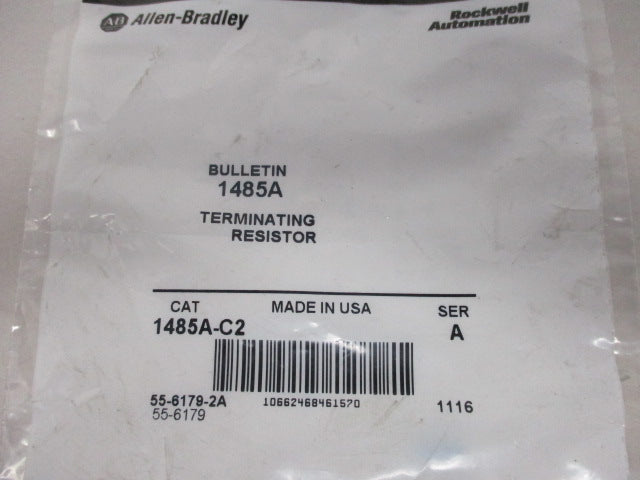 AB Allen-Bradley
Rockwell
Automation
BULLETIN
1485A
TERMINATING
RESISTOR
CAT MADE IN USA SER
1485A-C2 A
55-6179-2A 10662468461570 1116
55-6179